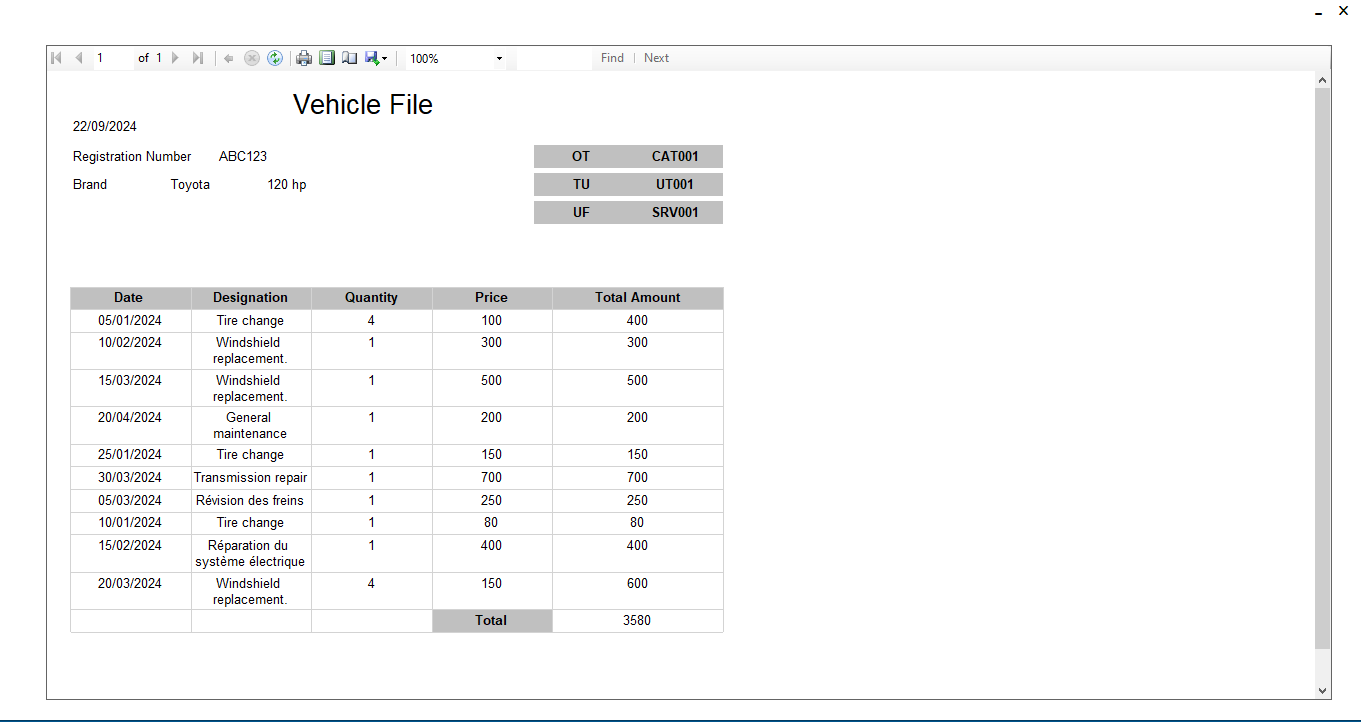 1 of 1 100% Find Next
Vehicle File
22/09/2024
Registration Number ABC123 OT CAT001
Brand Toyota 120 hp TU UT001
UF SRV001
Date Designation Quantity Price Total Amount
05/01/2024 Tire change 4 100 400
10/02/2024 Windshield 1 300 300
replacement.
15/03/2024 Windshield 1 500 500
replacement.
20/04/2024 General 1 200 200
maintenance
25/01/2024 Tire change 1 150 150
30/03/2024 Transmission repair 1 700 700
05/03/2024 Révision des freins 1 250 250
10/01/2024 Tire change 1 80 80
15/02/2024 Réparation du 1 400 400
système électrique
20/03/2024 Windshield 4 150 600
replacement.
Total 3580